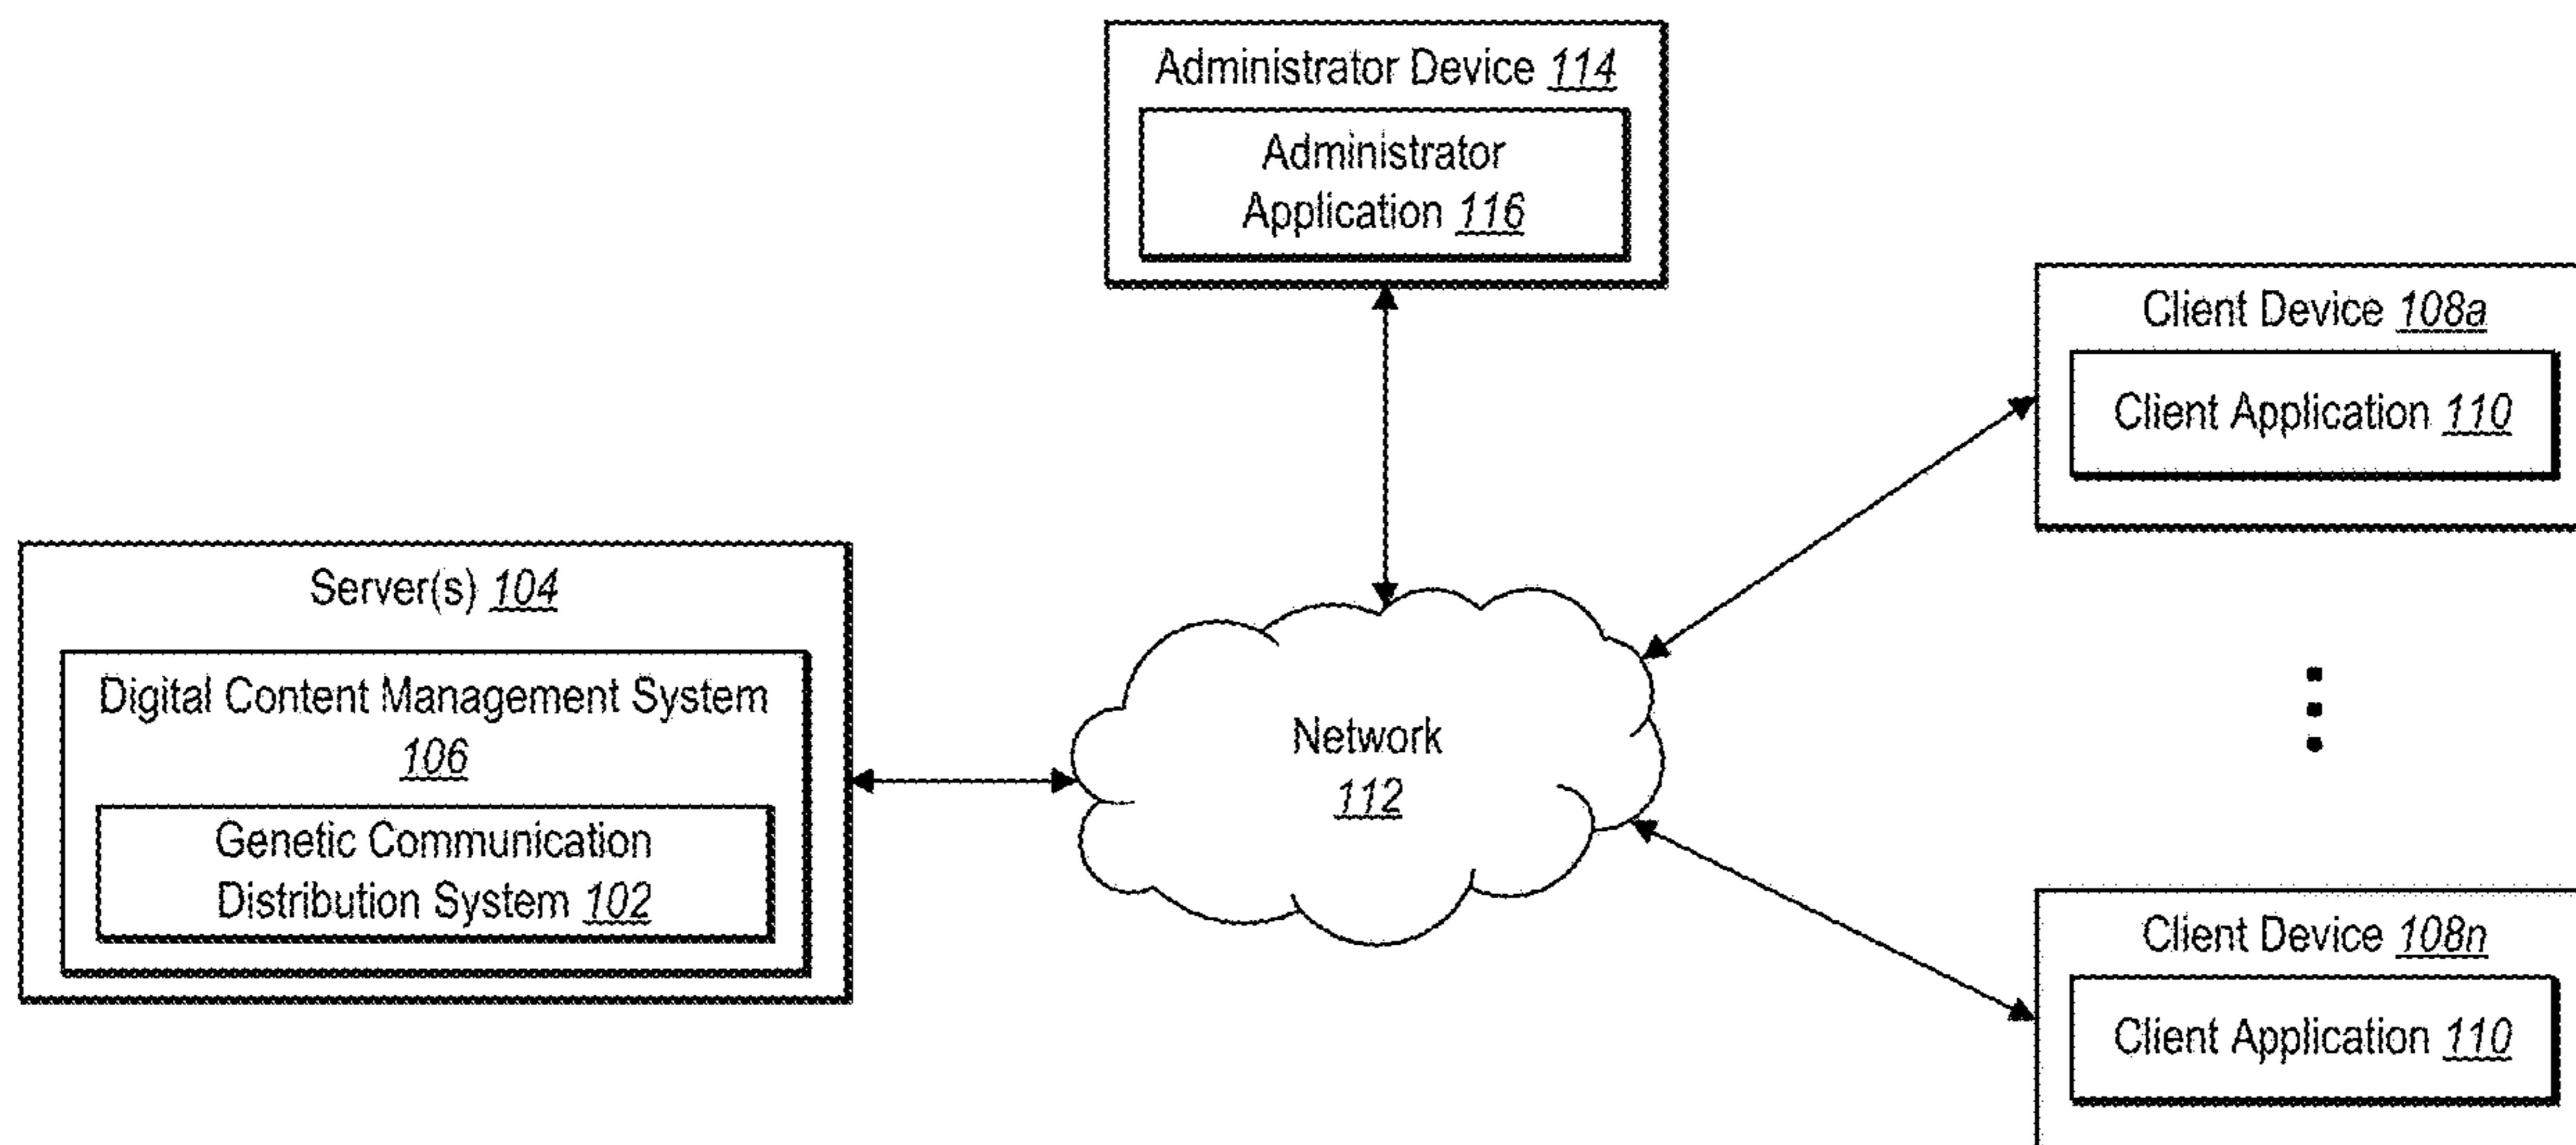 Administrator Device 114
Administrator
Application 116
Client Device 108a
Client Application 110
Server(s) 104
Digital Content Management System
106
Genetic Communication
Distribution System 102
Network
112
Client Device 108n
Client Application 110